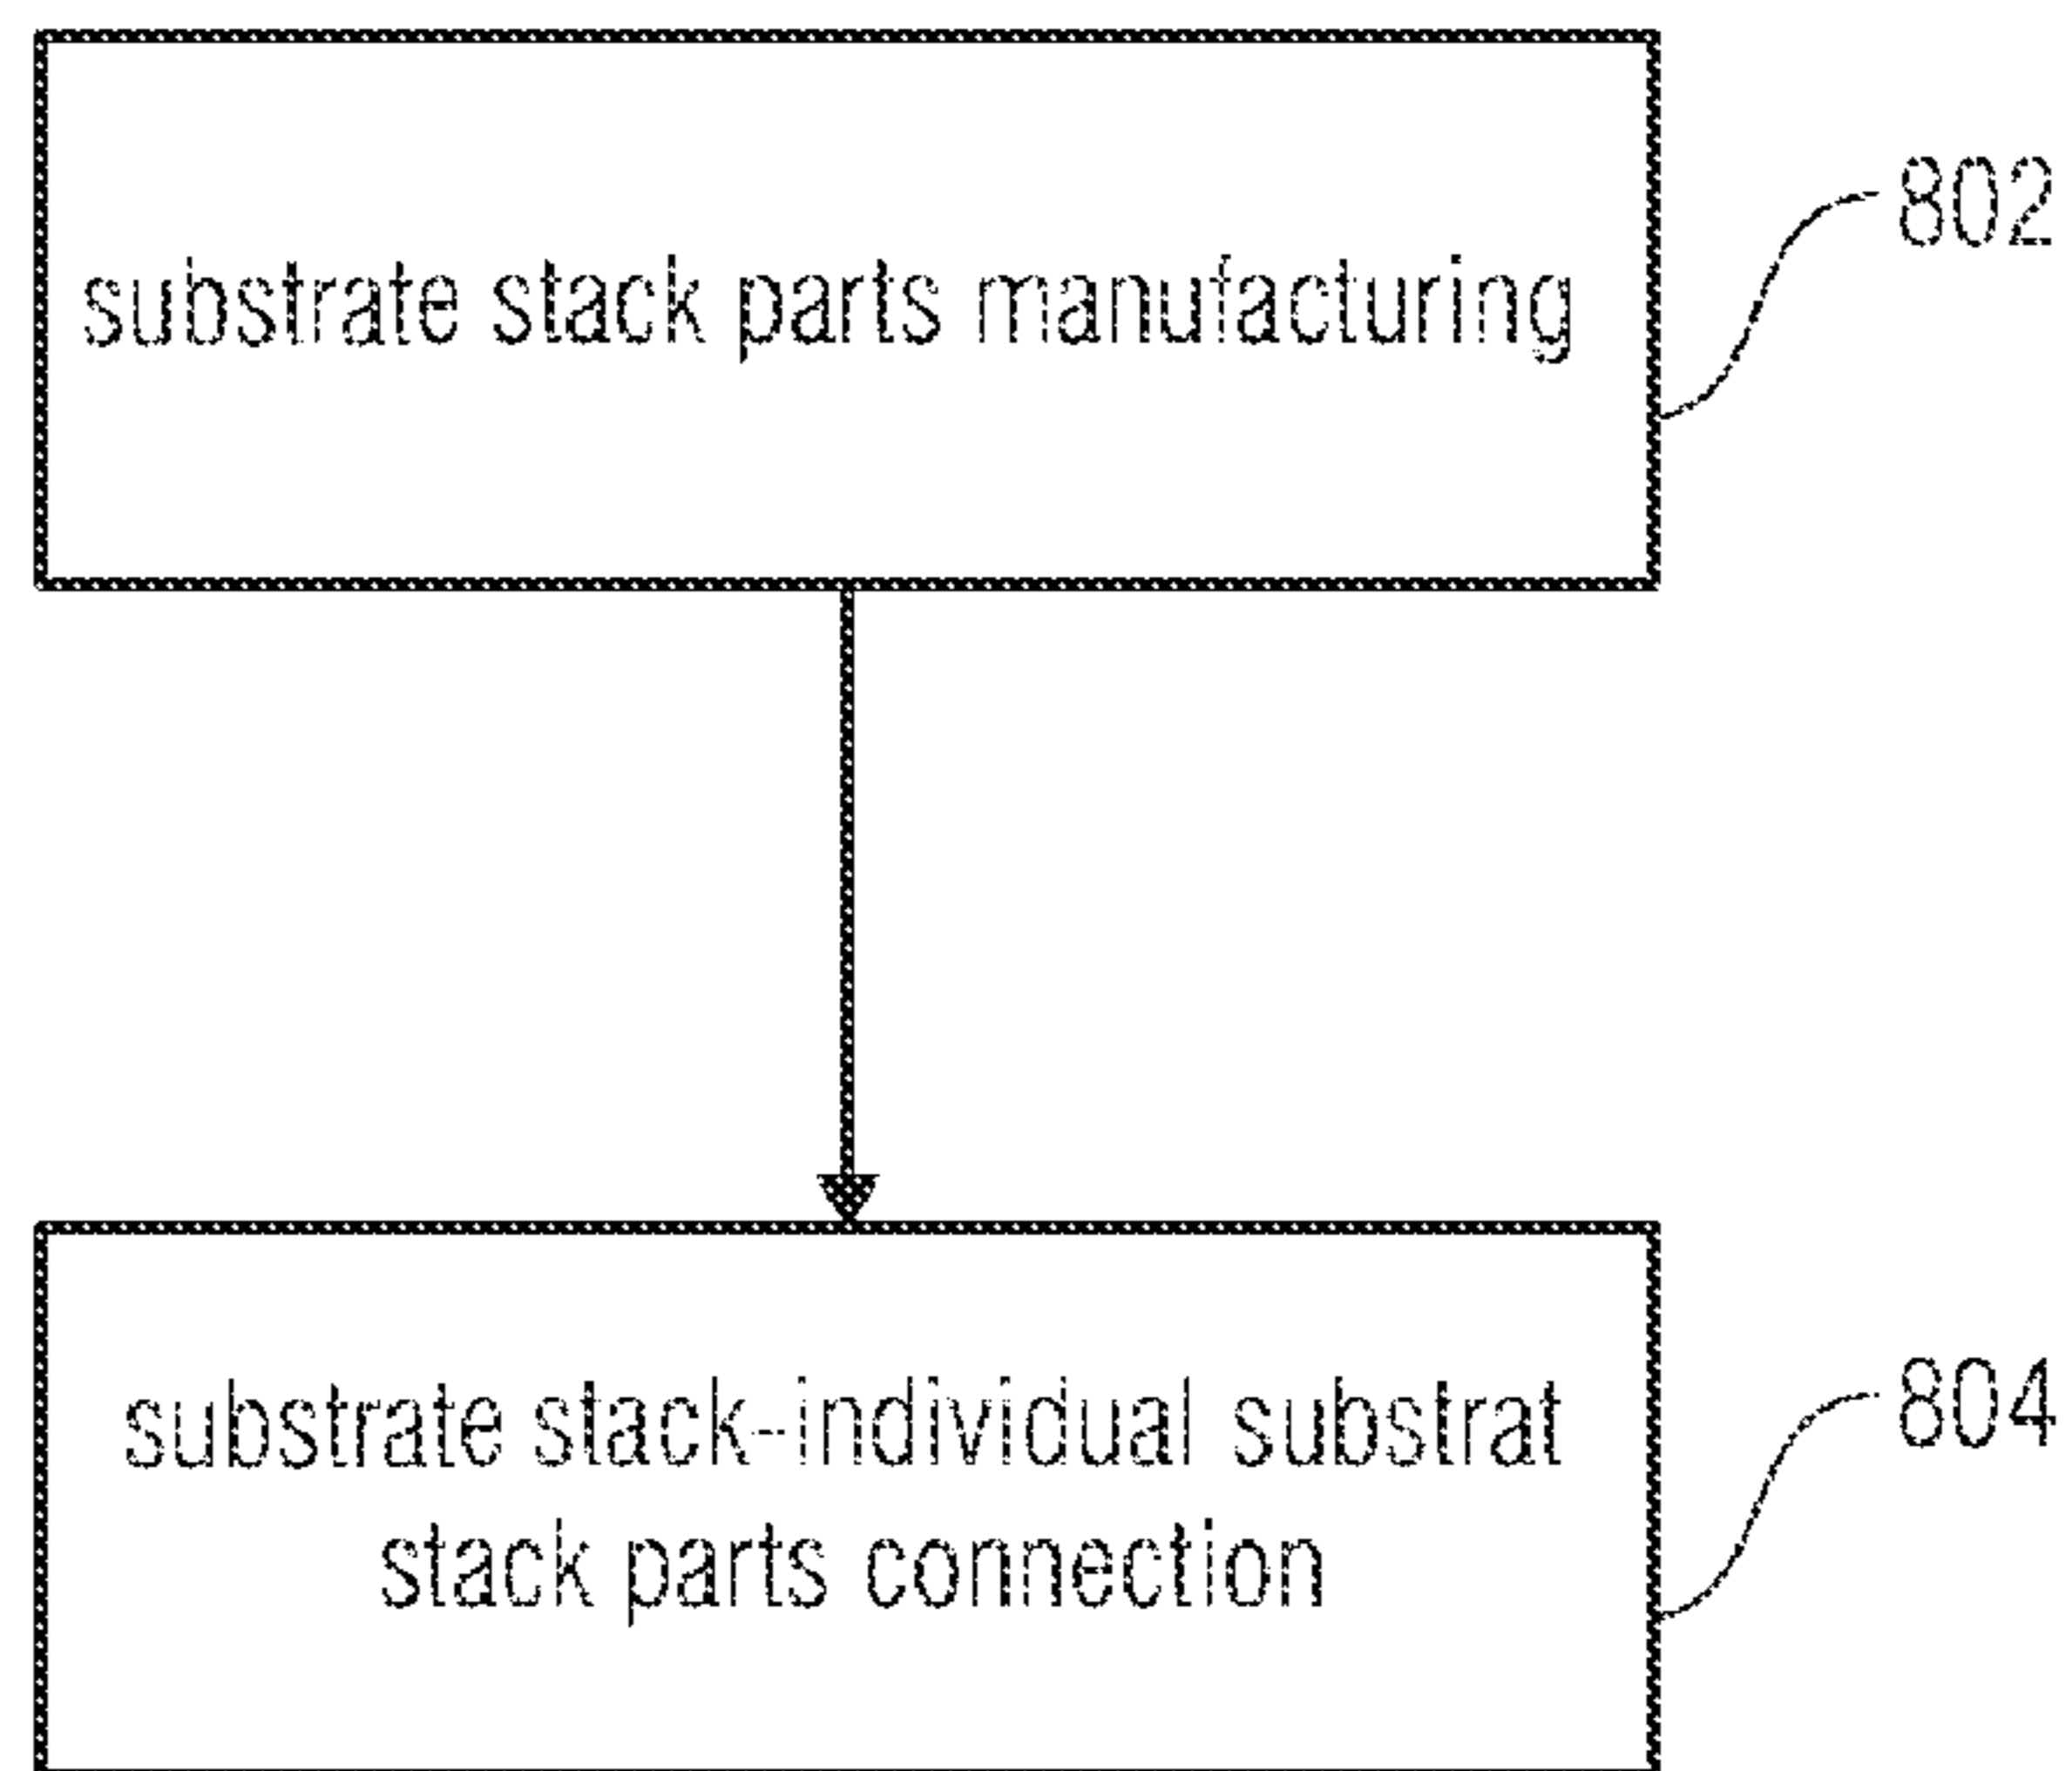 802
substrate stack parts manufacturing
substrate stack-individual substrat
stack parts connection
804